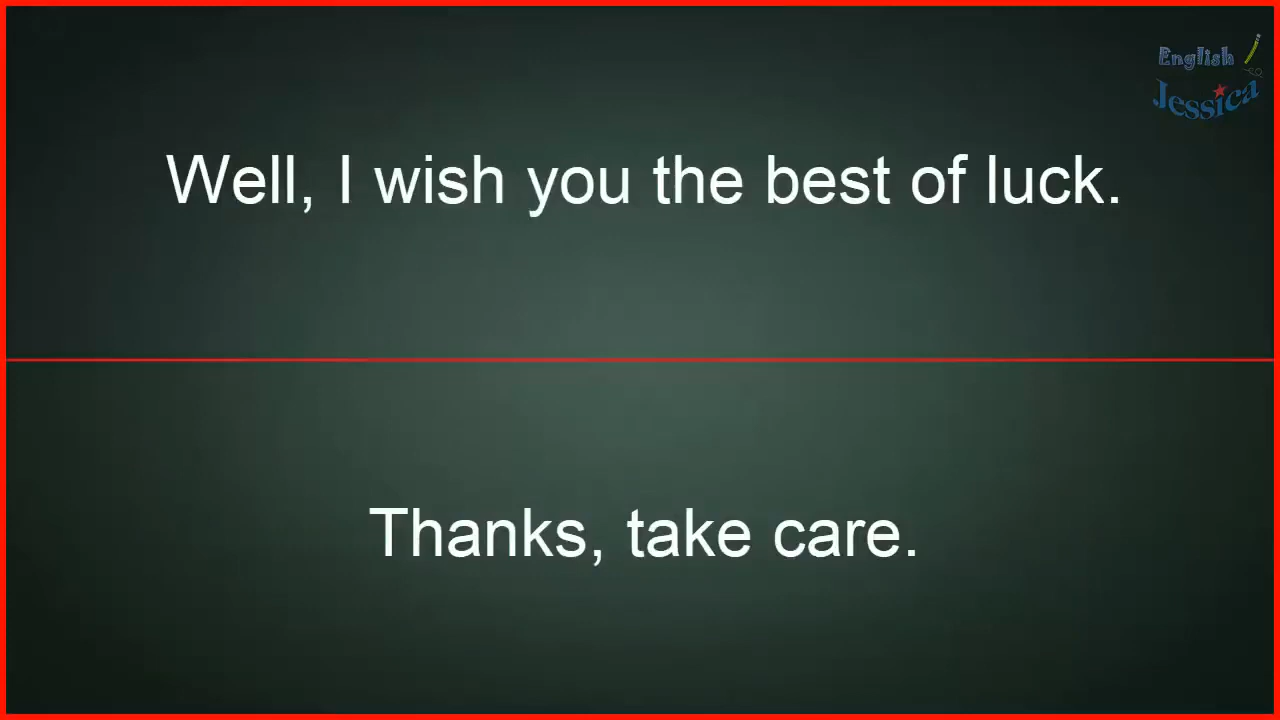 English
Jessica
Well, I wish you the best of luck.
Thanks, take care.